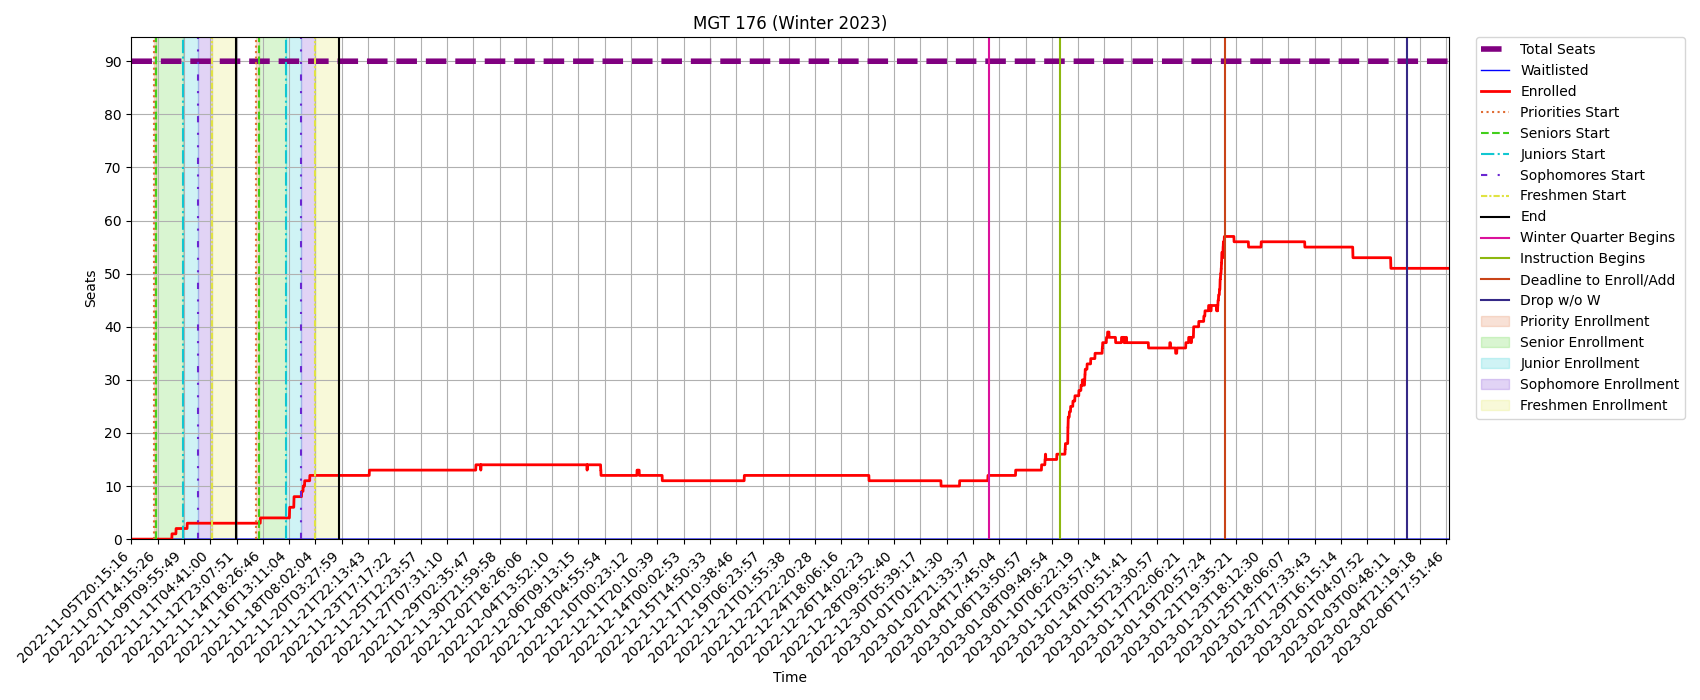 MGT 176 (Winter 2023)
Seats
90
80
70
60
50
40
30
20
10
0
2022-11-05T20:15:16
2022-11-07T14:15:26
2022-11-09T09:55:49
2022-11-11T04:41:00
2022-11-12T23:07:51
2022-11-14T18:26:46
2022-11-16T13:11:04
2022-11-18T08:02:04
2022-11-20T03:27:59
2022-11-21T22:13:43
2022-11-23T17:17:22
2022-11-25T12:23:57
2022-11-27T07:31:10
2022-11-29T02:35:47
2022-11-30T21:59:58
2022-12-02T18:26:06
2022-12-04T13:52:10
2022-12-06T09:13:15
2022-12-08T04:55:54
2022-12-10T00:23:12
2022-12-11T20:10:39
2022-12-14T00:02:53
2022-12-15T14:50:33
2022-12-17T10:38:46
2022-12-19T06:23:57
2022-12-21T01:55:38
2022-12-22T22:20:28
2022-12-24T18:06:16
2022-12-26T14:02:23
2022-12-28T09:52:40
2022-12-30T05:39:17
2023-01-01T01:41:30
2023-01-02T21:33:37
2023-01-04T17:45:04
2023-01-06T13:50:57
2023-01-08T09:49:54
2023-01-10T06:22:19
2023-01-12T03:57:14
2023-01-14T00:51:41
2023-01-15T23:30:57
2023-01-17T22:06:21
2023-01-19T20:57:24
2023-01-21T19:35:21
2023-01-23T18:12:30
2023-01-25T18:06:07
2023-01-27T17:33:43
2023-01-29T16:15:14
2023-02-01T04:07:52
2023-02-03T00:48:11
2023-02-04T21:19:18
2023-02-06T17:51:46
Time
Total Seats
Waitlisted
Enrolled
Priorities Start
Seniors Start
Juniors Start
Sophomores Start
Freshmen Start
End
Winter Quarter Begins
Instruction Begins
Deadline to Enroll/Add
Drop w/o W
Priority Enrollment
Senior Enrollment
Junior Enrollment
Sophomore Enrollment
Freshmen Enrollment